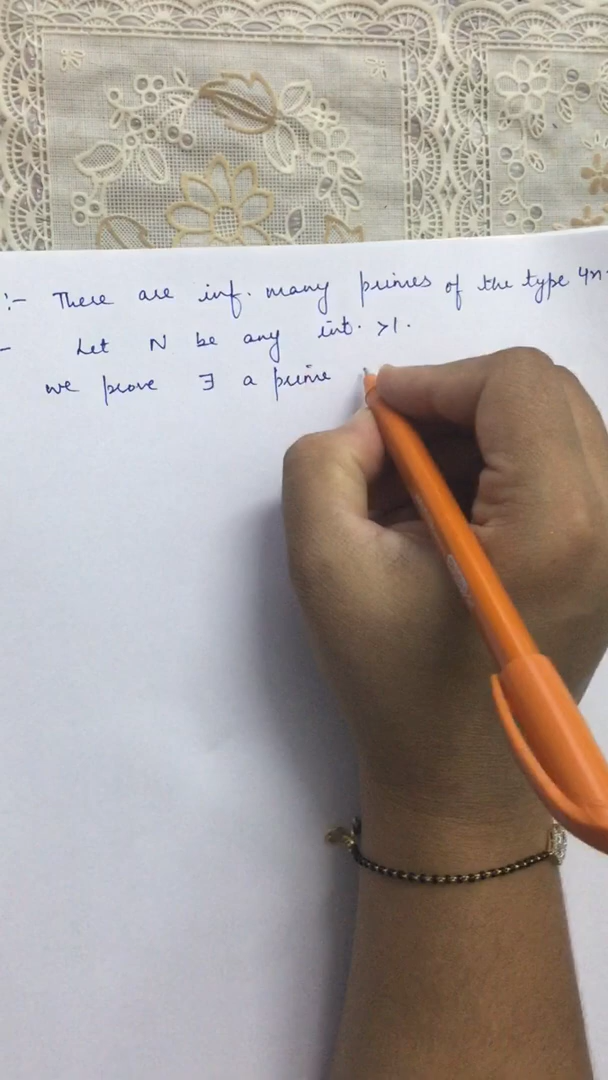 :- There are inf. many primes of the type 4n
- Let N be any int. >1.
we prove ∃ a prime